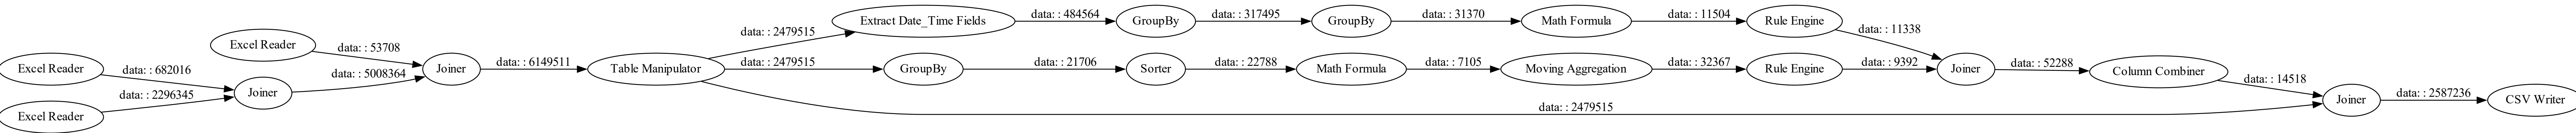 Excel Reader
data: : 682016
Excel Reader
data: : 2296345
Joiner
data: : 5008364
Excel Reader
data: : 53708
Joiner
data: : 6149511
Table Manipulator
data: : 2479515
Extract Date_Time Fields
data: : 484564
GroupBy
data: : 317495
GroupBy
data: : 31370
Math Formula
data: : 11504
Rule Engine
data: : 11338
data: : 2479515
GroupBy
data: : 21706
Sorter
data: : 22788
Math Formula
data: : 7105
Moving Aggregation
data: : 32367
Rule Engine
data: : 9392
Joiner
data: : 52288
Column Combiner
data: : 14518
data: : 2479515
Joiner
data: : 2587236
CSV Writer